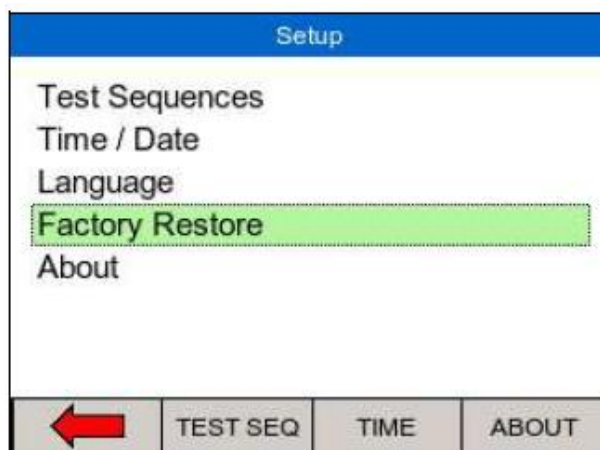 Setup
Test Sequences
Time / Date
Language
Factory Restore
About
TEST SEQ TIME ABOUT